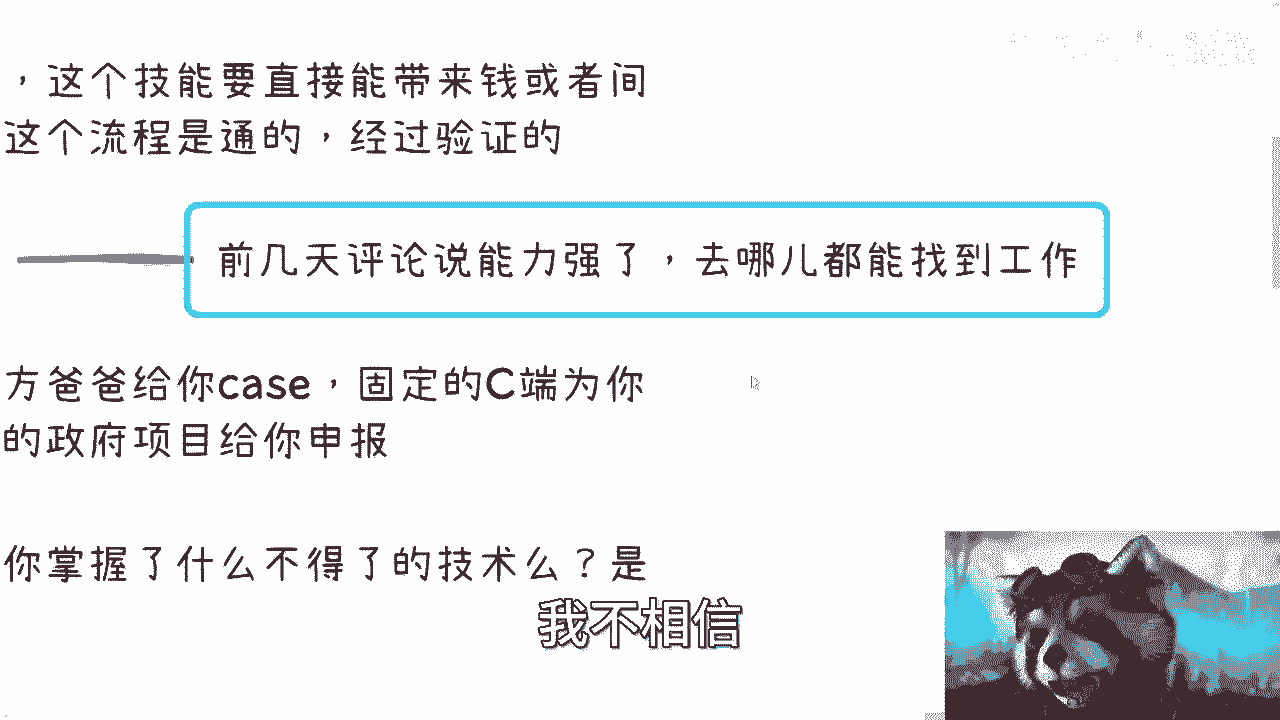 ，这个技能要直接能带来钱或者间
这个流程是通的，经过验证的
前几天评论说能力强了，去哪儿都能找到工作
方爸爸给你case，固定的C端为你
的政府项目给你申报
你掌握了什么不得了的技术么？是
我不相信